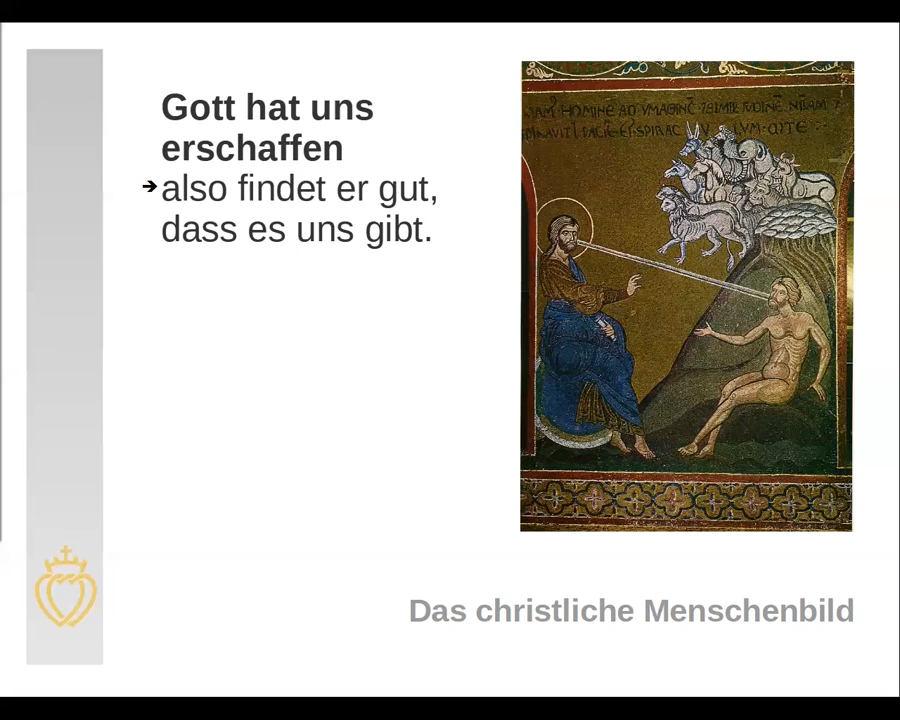 Gott hat uns
erschaffen
➔also findet er gut,
dass es uns gibt.
Das christliche Menschenbild